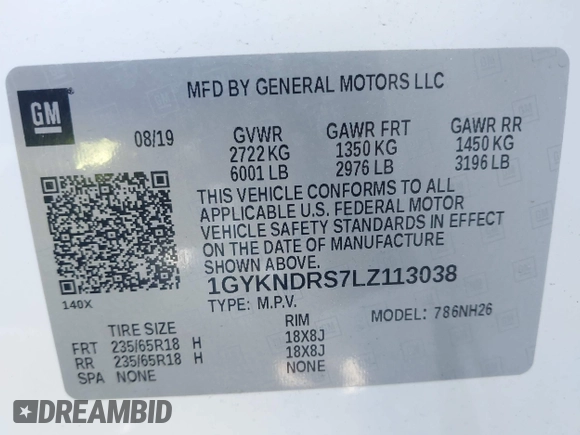 MFD BY GENERAL MOTORS LLC
GM
08/19 GVWR GAWR FRT GAWR RR
2722 KG 1350 KG 1450 KG
6001 LB 2976 LB 3196 LB
THIS VEHICLE CONFORMS TO ALL
APPLICABLE U.S. FEDERAL MOTOR
VEHICLE SAFETY STANDARDS IN EFFECT
ON THE DATE OF MANUFACTURE
SHOWN ABOVE.
1GYKNDRS7LZ113038
140X
TYPE: M.P.V.
MODEL: 786NH26
TIRE SIZE RIM
FRT 235/65R18 H 18X8J
RR 235/65R18 H 18X8J
SPA NONE NONE
DREAMBID